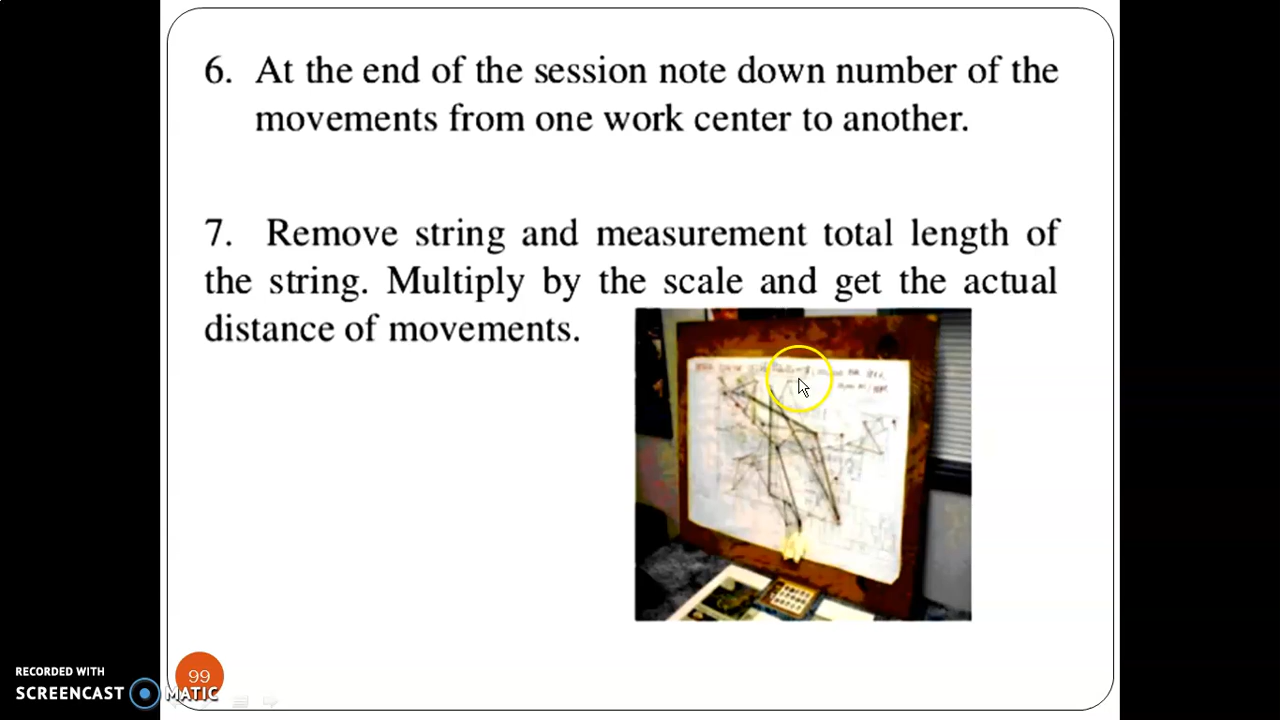 6. At the end of the session note down number of the
movements from one work center to another.
7. Remove string and measurement total length of
the string. Multiply by the scale and get the actual
distance of movements.
99
RECORDED WITH
SCREENCAST MATIC